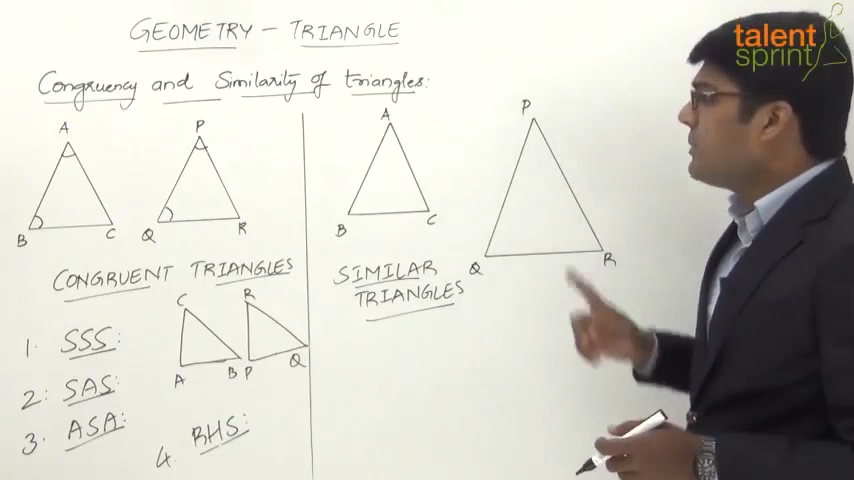 GEOMETRY - TRIANGLE
Congruency and Similarity of triangles:
talent
sprint
A
B
C
P
Q
R
A
B
C
P
Q
R
CONGRUENT TRIANGLES
SIMILAR
TRIANGLES
C
A
B
R
P
Q
1. SSS:
2. SAS:
3. ASA:
4. RHS: